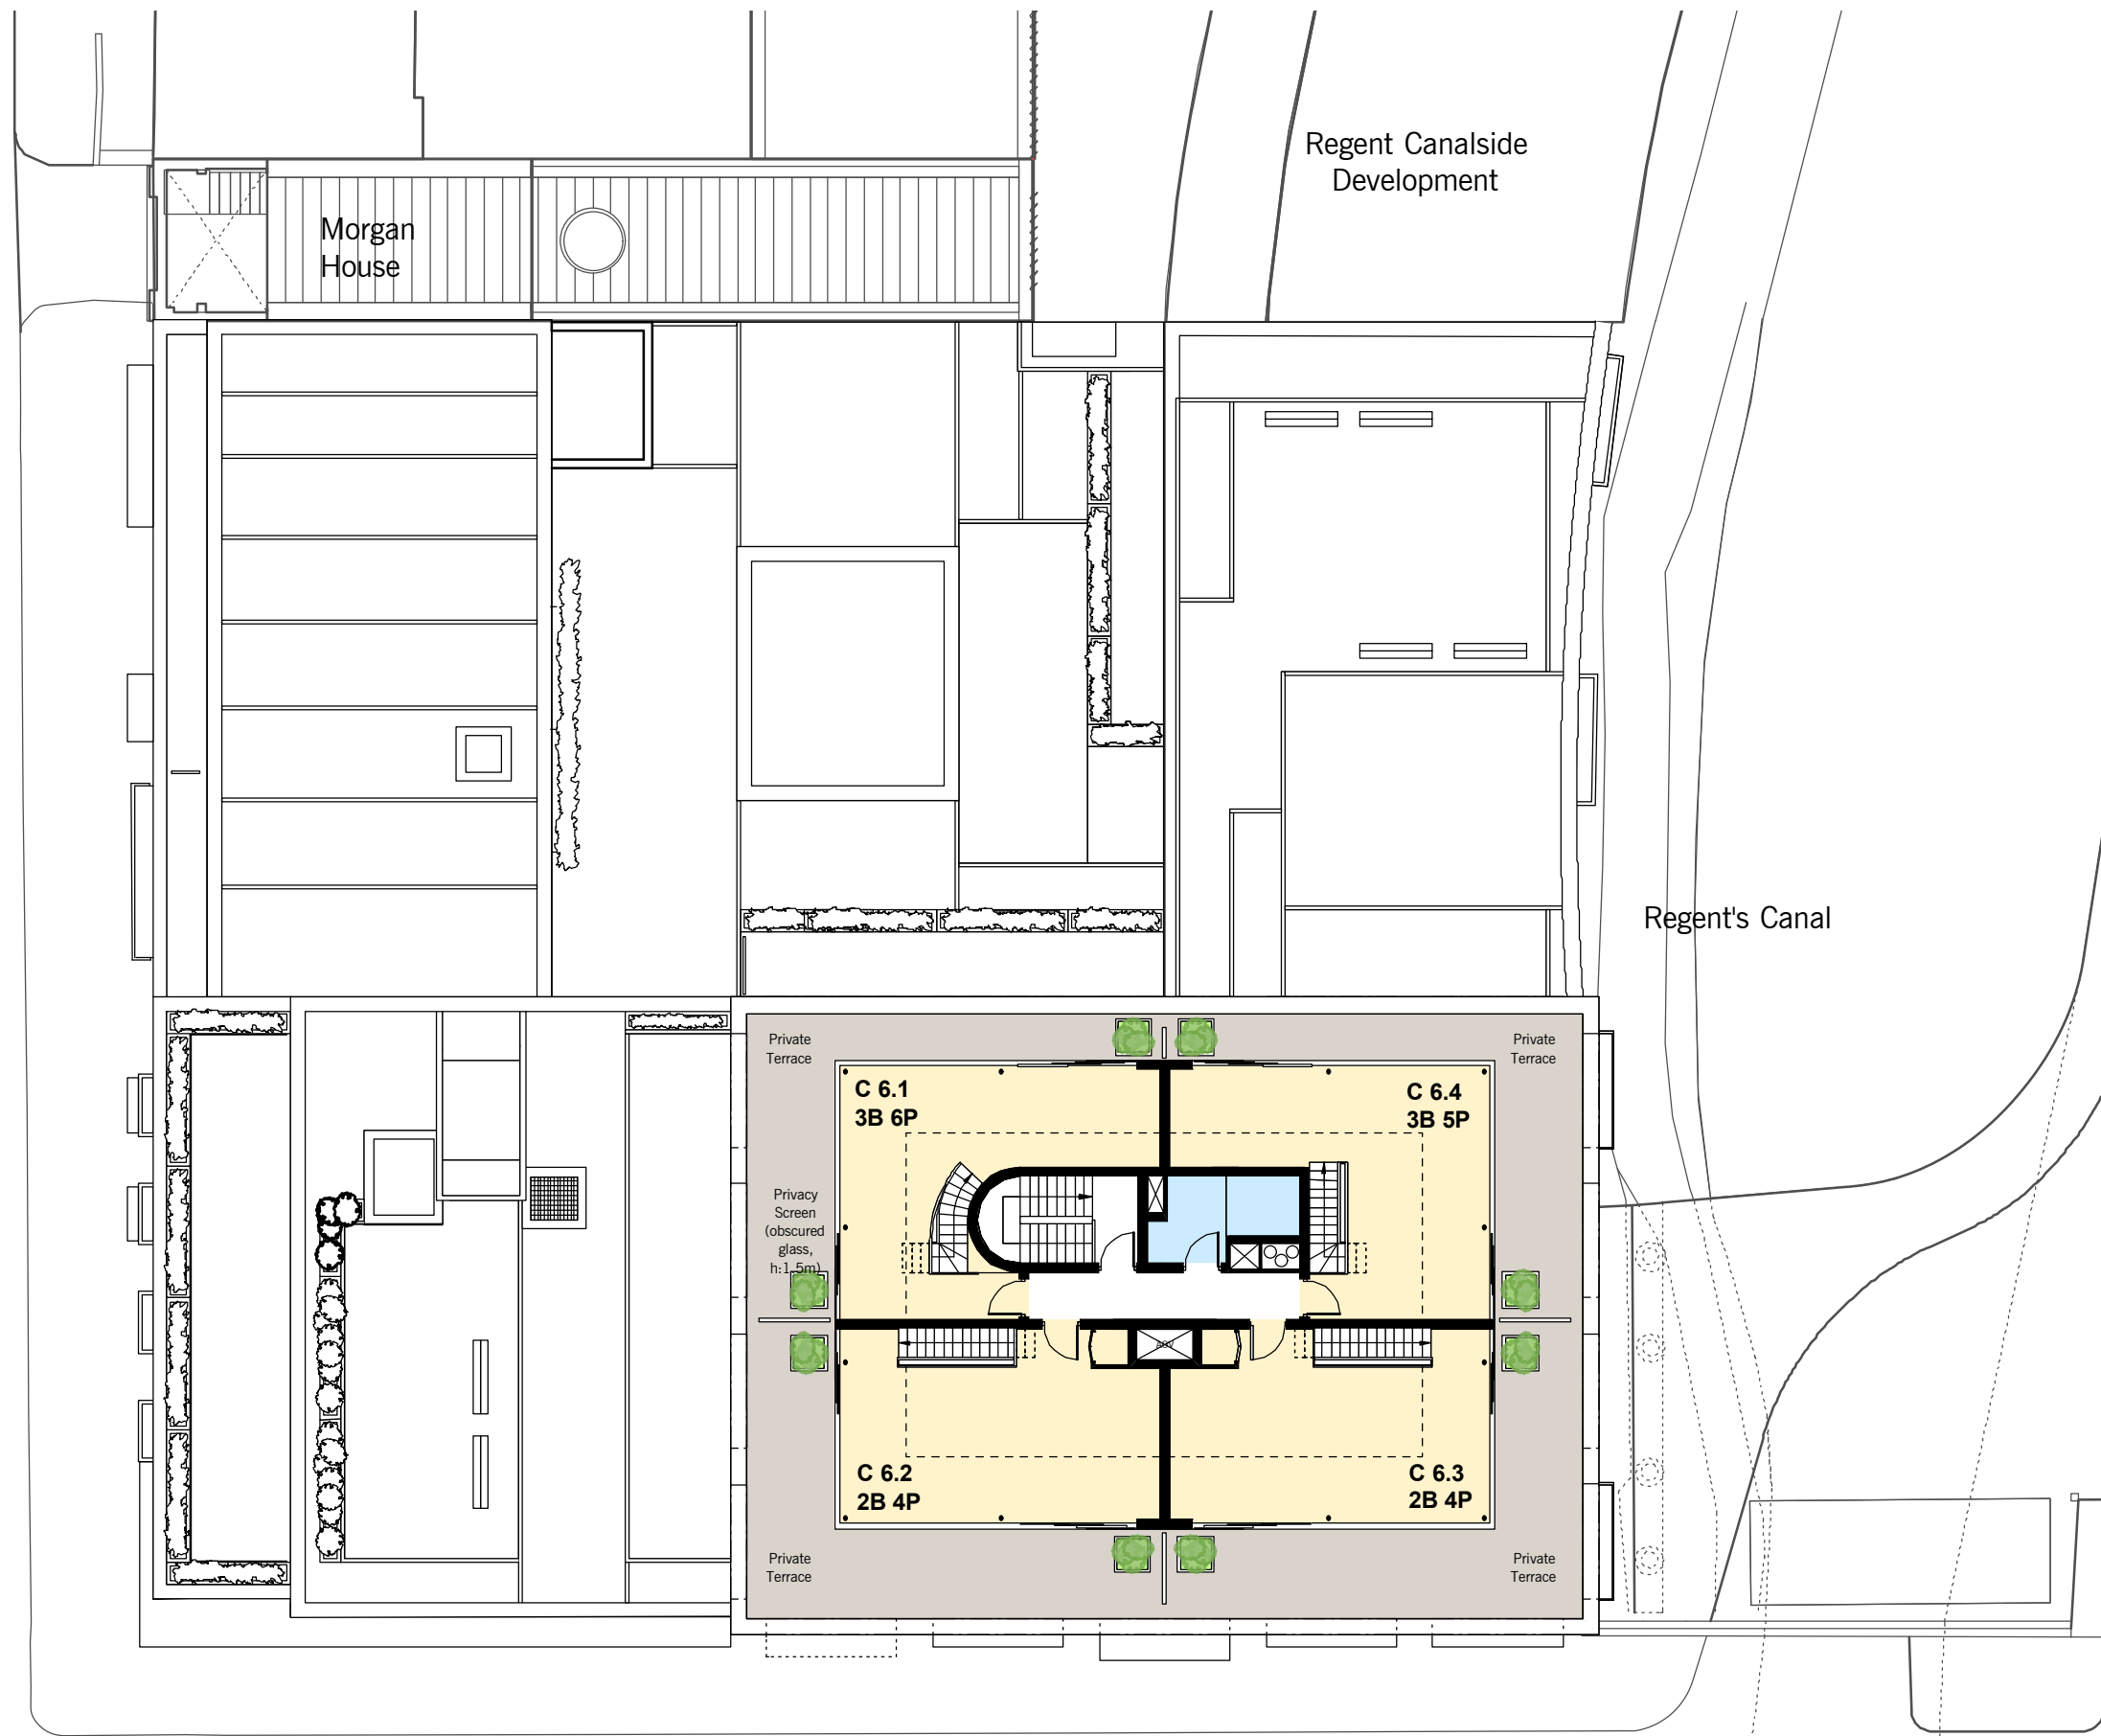 Regent Canalside
Development
Morgan
House
Regent's Canal
Private
Terrace
Private
Terrace
C 6.1
3B 6P
C 6.4
3B 5P
Privacy
Screen
(obscured
glass,
h:1.5m)
AOV
C 6.2
2B 4P
C 6.3
2B 4P
Private
Terrace
Private
Terrace